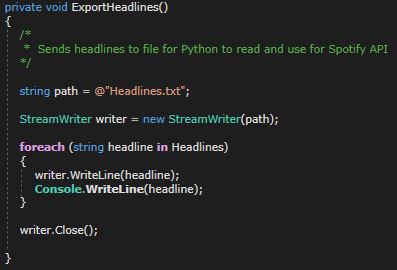 private void ExportHeadlines()
{
/*
* Sends headlines to file for Python to read and use for Spotify API
*/
string path = @"Headlines.txt";
StreamWriter writer = new StreamWriter(path);
foreach (string headline in Headlines)
{
writer.WriteLine(headline);
Console.WriteLine(headline);
}
writer.Close();
}